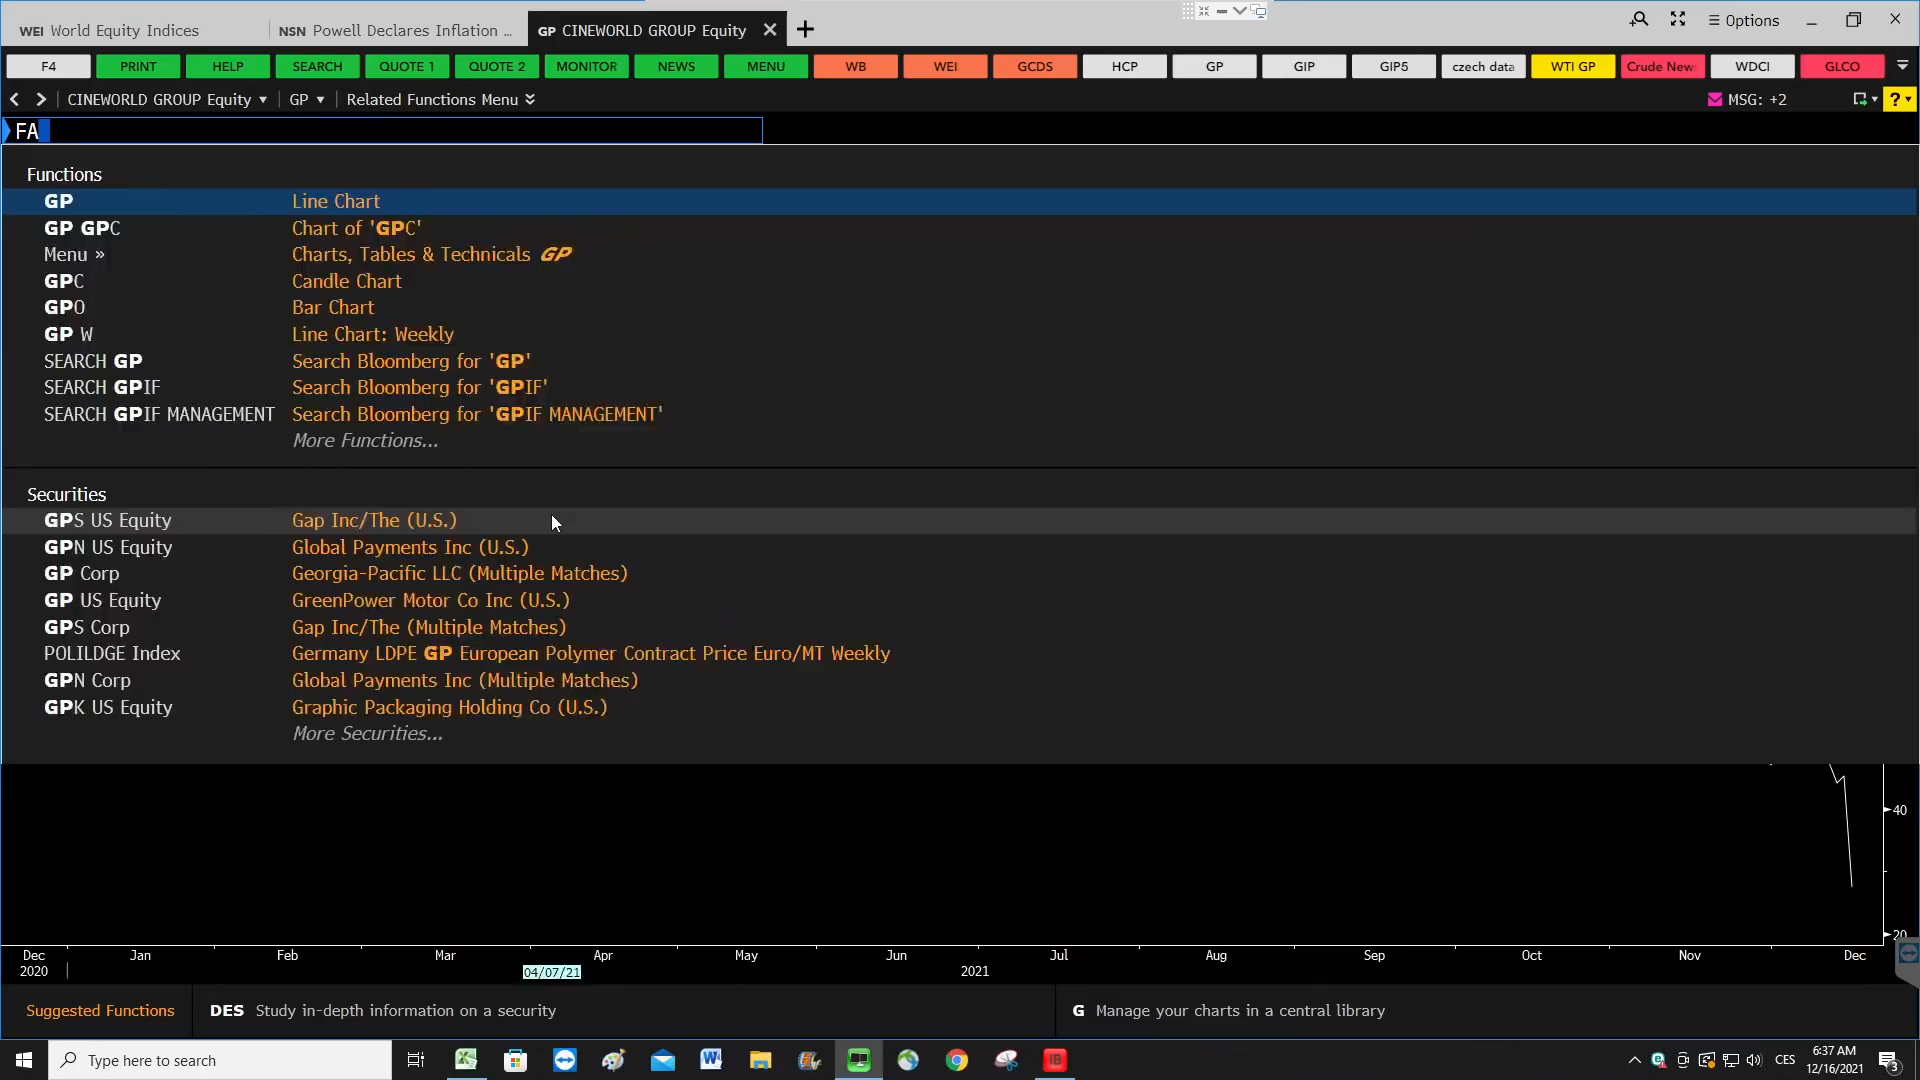 WEI World Equity Indices
NSN Powell Declares Inflation ...
GP CINEWORLD GROUP Equity
Options
F4 PRINT HELP SEARCH QUOTE 1 QUOTE 2 MONITOR NEWS MENU WB WEI GCDS HCP GP GIP GIP5 czech data WTI GP Crude New WDCI GLCO
CINEWORLD GROUP Equity GP Related Functions Menu MSG: +2 ?
FA
Functions
GP Line Chart
GP GPC Chart of 'GPC'
Menu » Charts, Tables & Technicals GP
GPC Candle Chart
GPO Bar Chart
GP W Line Chart: Weekly
SEARCH GP Search Bloomberg for 'GP'
SEARCH GPIF Search Bloomberg for 'GPIF'
SEARCH GPIF MANAGEMENT Search Bloomberg for 'GPIF MANAGEMENT'
More Functions...
Securities
GPS US Equity Gap Inc/The (U.S.)
GPN US Equity Global Payments Inc (U.S.)
GP Corp Georgia-Pacific LLC (Multiple Matches)
GP US Equity GreenPower Motor Co Inc (U.S.)
GPS Corp Gap Inc/The (Multiple Matches)
POLILDGE Index Germany LDPE GP European Polymer Contract Price Euro/MT Weekly
GPN Corp Global Payments Inc (Multiple Matches)
GPK US Equity Graphic Packaging Holding Co (U.S.)
More Securities...
40
20
Dec Jan Feb Mar Apr May Jun Jul Aug Sep Oct Nov Dec
2020 04/07/21 2021
Suggested Functions DES Study in-depth information on a security G Manage your charts in a central library
Type here to search
CES
6:37 AM
12/16/2021
3
IB